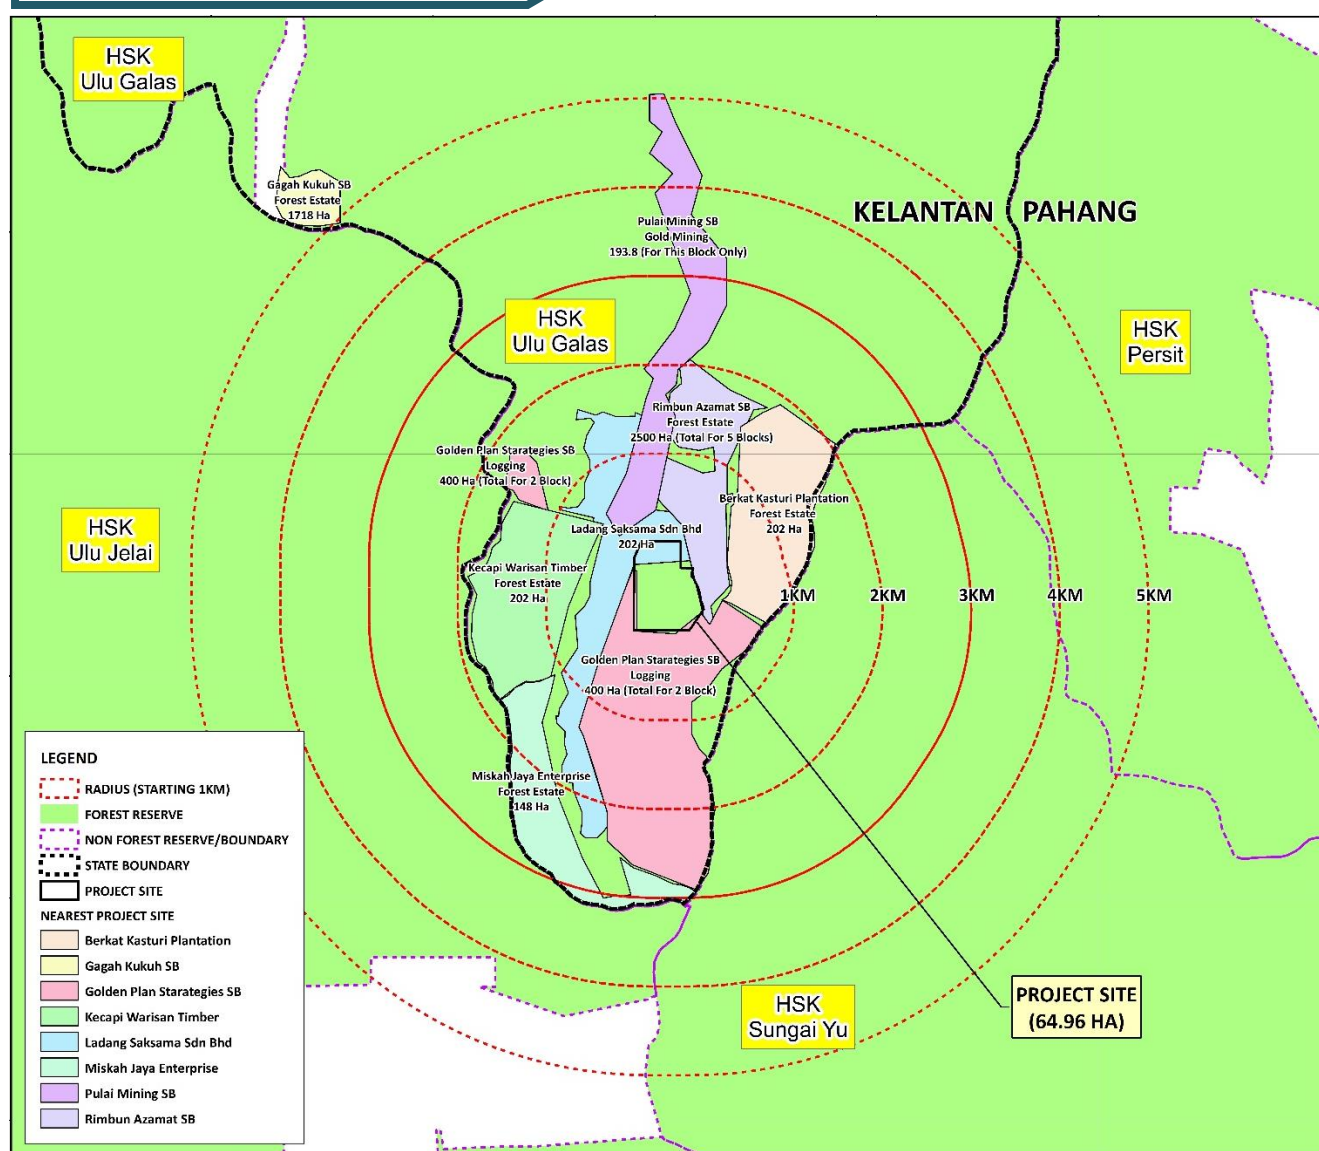 HSK
Ulu Galas
Gagah Kukuh SB
Forest Estate
1718 Ha
KELANTAN
PAHANG
Pulai Mining SB
Gold Mining
193.8 (For This Block Only)
HSK
Ulu Galas
HSK
Persit
Rimbun Azamat SB
Forest Estate
2500 Ha (Total For 5 Blocks)
Golden Plan Starategies SB
Logging
400 Ha (Total For 2 Block)
Berkat Kasturi Plantation
Forest Estate
202 Ha
HSK
Ulu Jelai
Ladang Saksama Sdn Bhd
202 Ha
Kecapi Warisan Timber
Forest Estate
202 Ha
1KM
2KM
3KM
4KM
5KM
Golden Plan Starategies SB
Logging
400 Ha (Total For 2 Block)
Miskah Jaya Enterprise
Forest Estate
148 Ha
LEGEND
RADIUS (STARTING 1KM)
FOREST RESERVE
NON FOREST RESERVE/BOUNDARY
STATE BOUNDARY
PROJECT SITE
NEAREST PROJECT SITE
Berkat Kasturi Plantation
Gagah Kukuh SB
Golden Plan Starategies SB
Kecapi Warisan Timber
Ladang Saksama Sdn Bhd
Miskah Jaya Enterprise
Pulai Mining SB
Rimbun Azamat SB
HSK
Sungai Yu
PROJECT SITE
(64.96 HA)